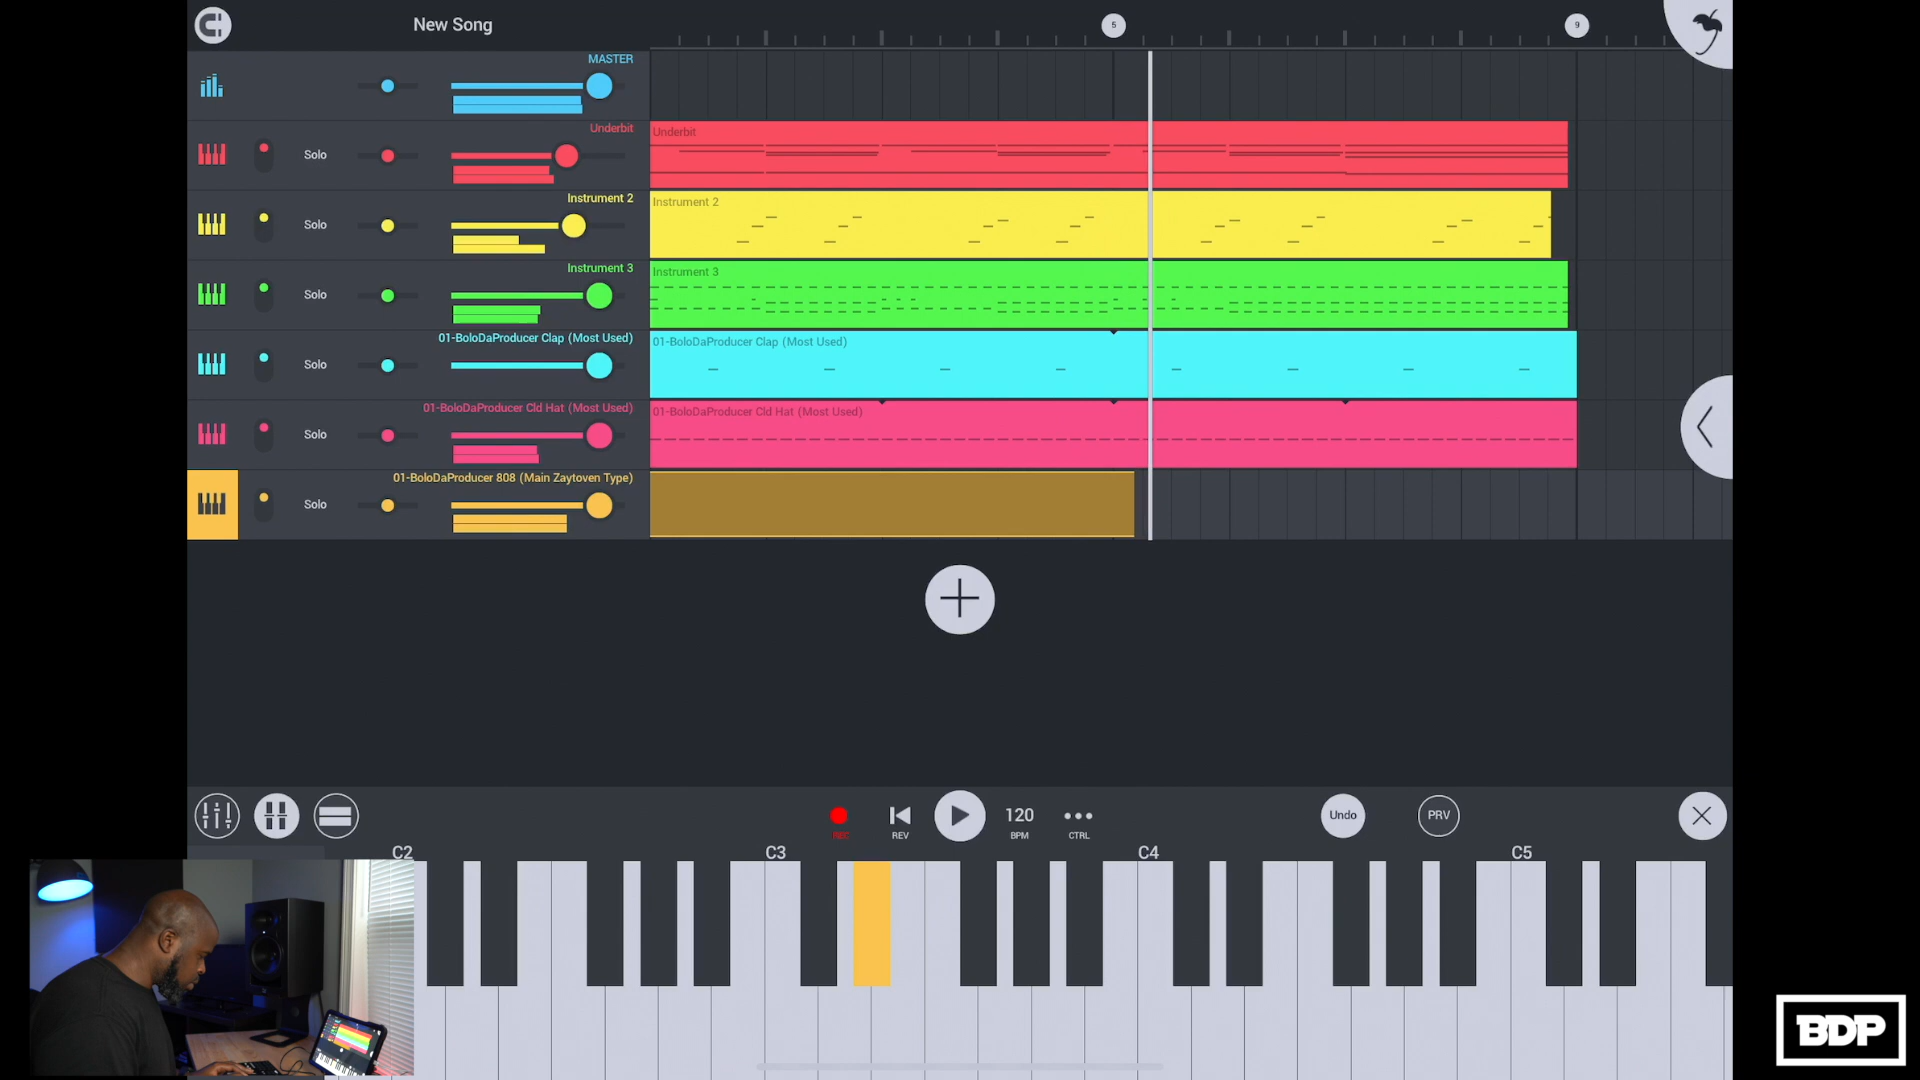 New Song
5
9
MASTER
Underbit
Solo
Underbit
Instrument 2
Solo
Instrument 2
Instrument 3
Solo
Instrument 3
01-BoloDaProducer Clap (Most Used)
Solo
01-BoloDaProducer Clap (Most Used)
01-BoloDaProducer Cld Hat (Most Used)
Solo
01-BoloDaProducer Cld Hat (Most Used)
01-BoloDaProducer 808 (Main Zaytoven Type)
Solo
REC
REV
120
BPM
CTRL
Undo
PRV
C2
C3
C4
C5
BDP